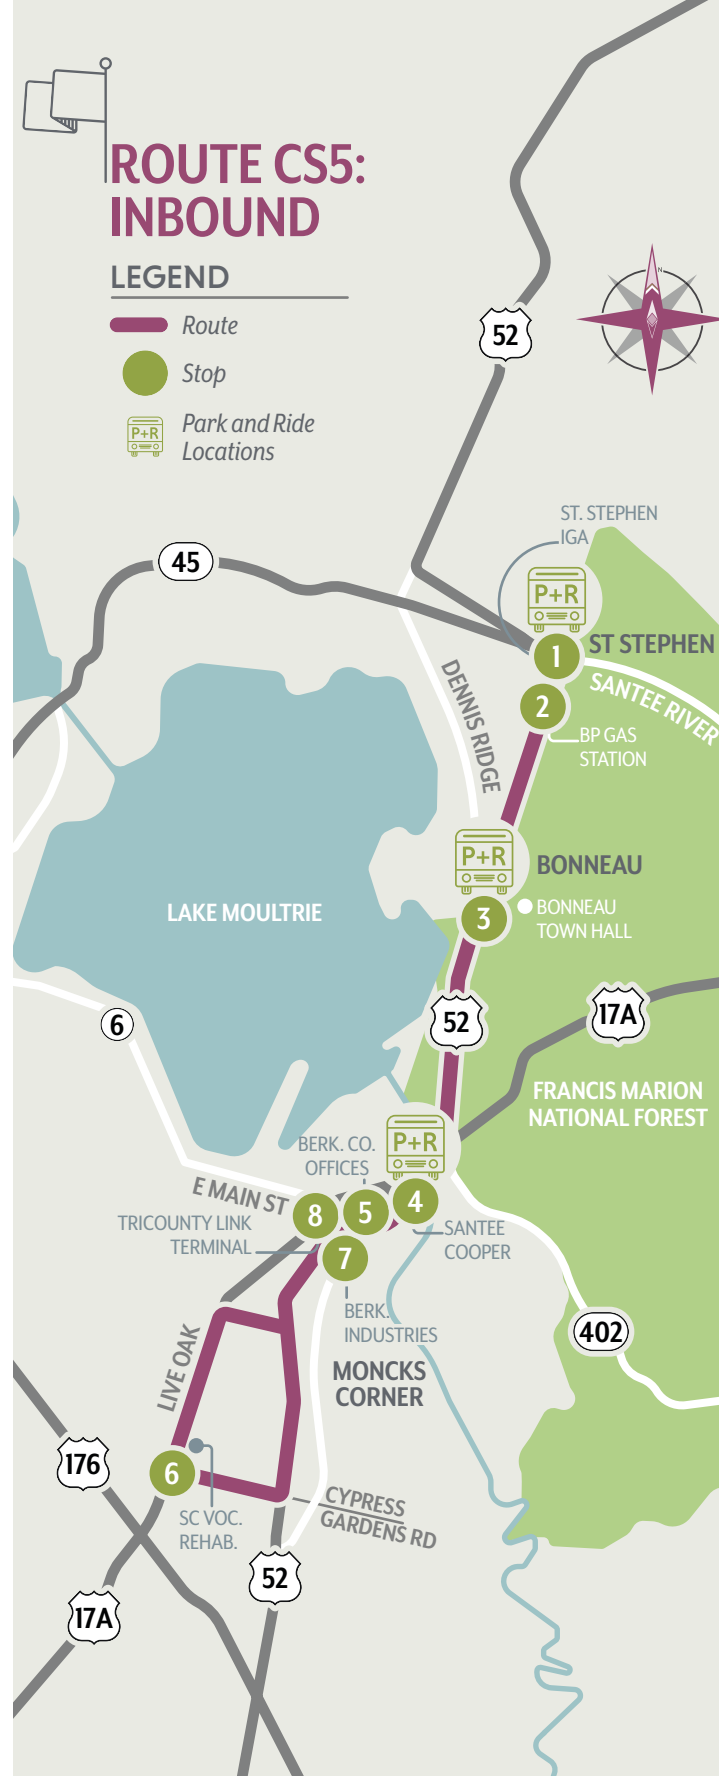 ROUTE CS5:
INBOUND
LEGEND
Route
Stop
P+R
Park and Ride
Locations
N
52
ST. STEPHEN
IGA
45
P+R
1
ST STEPHEN
SANTEE RIVER
2
BP GAS
STATION
DENNIS RIDGE
P+R
BONNEAU
3
BONNEAU
TOWN HALL
LAKE MOULTRIE
6
52
17A
FRANCIS MARION
NATIONAL FOREST
P+R
BERK. CO.
OFFICES
E MAIN ST
8
5
4
TRICOUNTY LINK
TERMINAL
SANTEE
COOPER
7
BERK.
INDUSTRIES
402
LIVE OAK
MONCKS
CORNER
176
6
SC VOC.
REHAB.
CYPRESS
GARDENS RD
52
17A